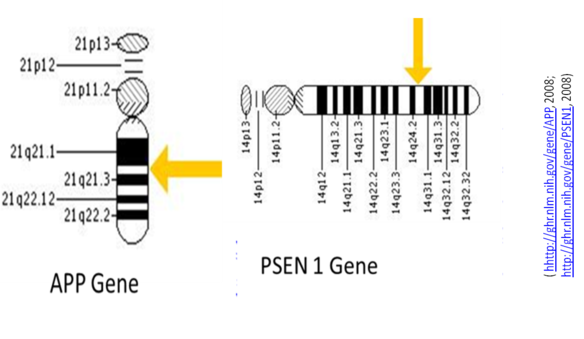 21p13
21p12
21p11.2
21q21.1
21q21.3
21q22.12
21q22.2
APP Gene
14p13
14p12
14p11.2
14q12
14q13.2
14q21.1
14q21.3
14q22.2
14q23.1
14q23.3
14q24.2
14q31.1
14q31.3
14q32.12
14q32.2
14q32.32
PSEN 1 Gene
( hhttp://ghr.nlm.nih.gov/gene/APP, 2008;
http://ghr.nlm.nih.gov/gene/PSEN1, 2008)